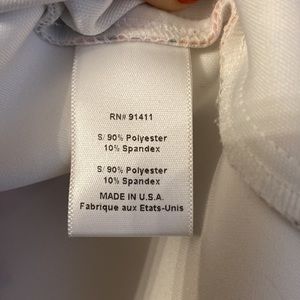 RN# 91411
S/ 90% Polyester
10% Spandex
S/ 90% Polyester
10% Spandex
MADE IN U.S.A.
Fabrique aux Etats-Unis